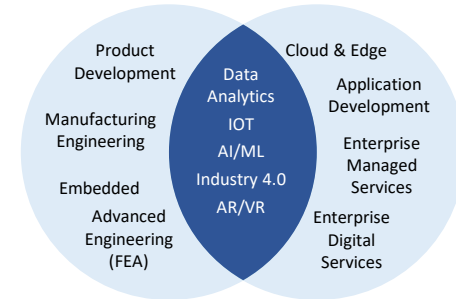 Product
Development
Manufacturing
Engineering
Embedded
Advanced
Engineering
(FEA)
Data
Analytics
IOT
AI/ML
Industry 4.0
AR/VR
Cloud & Edge
Application
Development
Enterprise
Managed
Services
Enterprise
Digital
Services